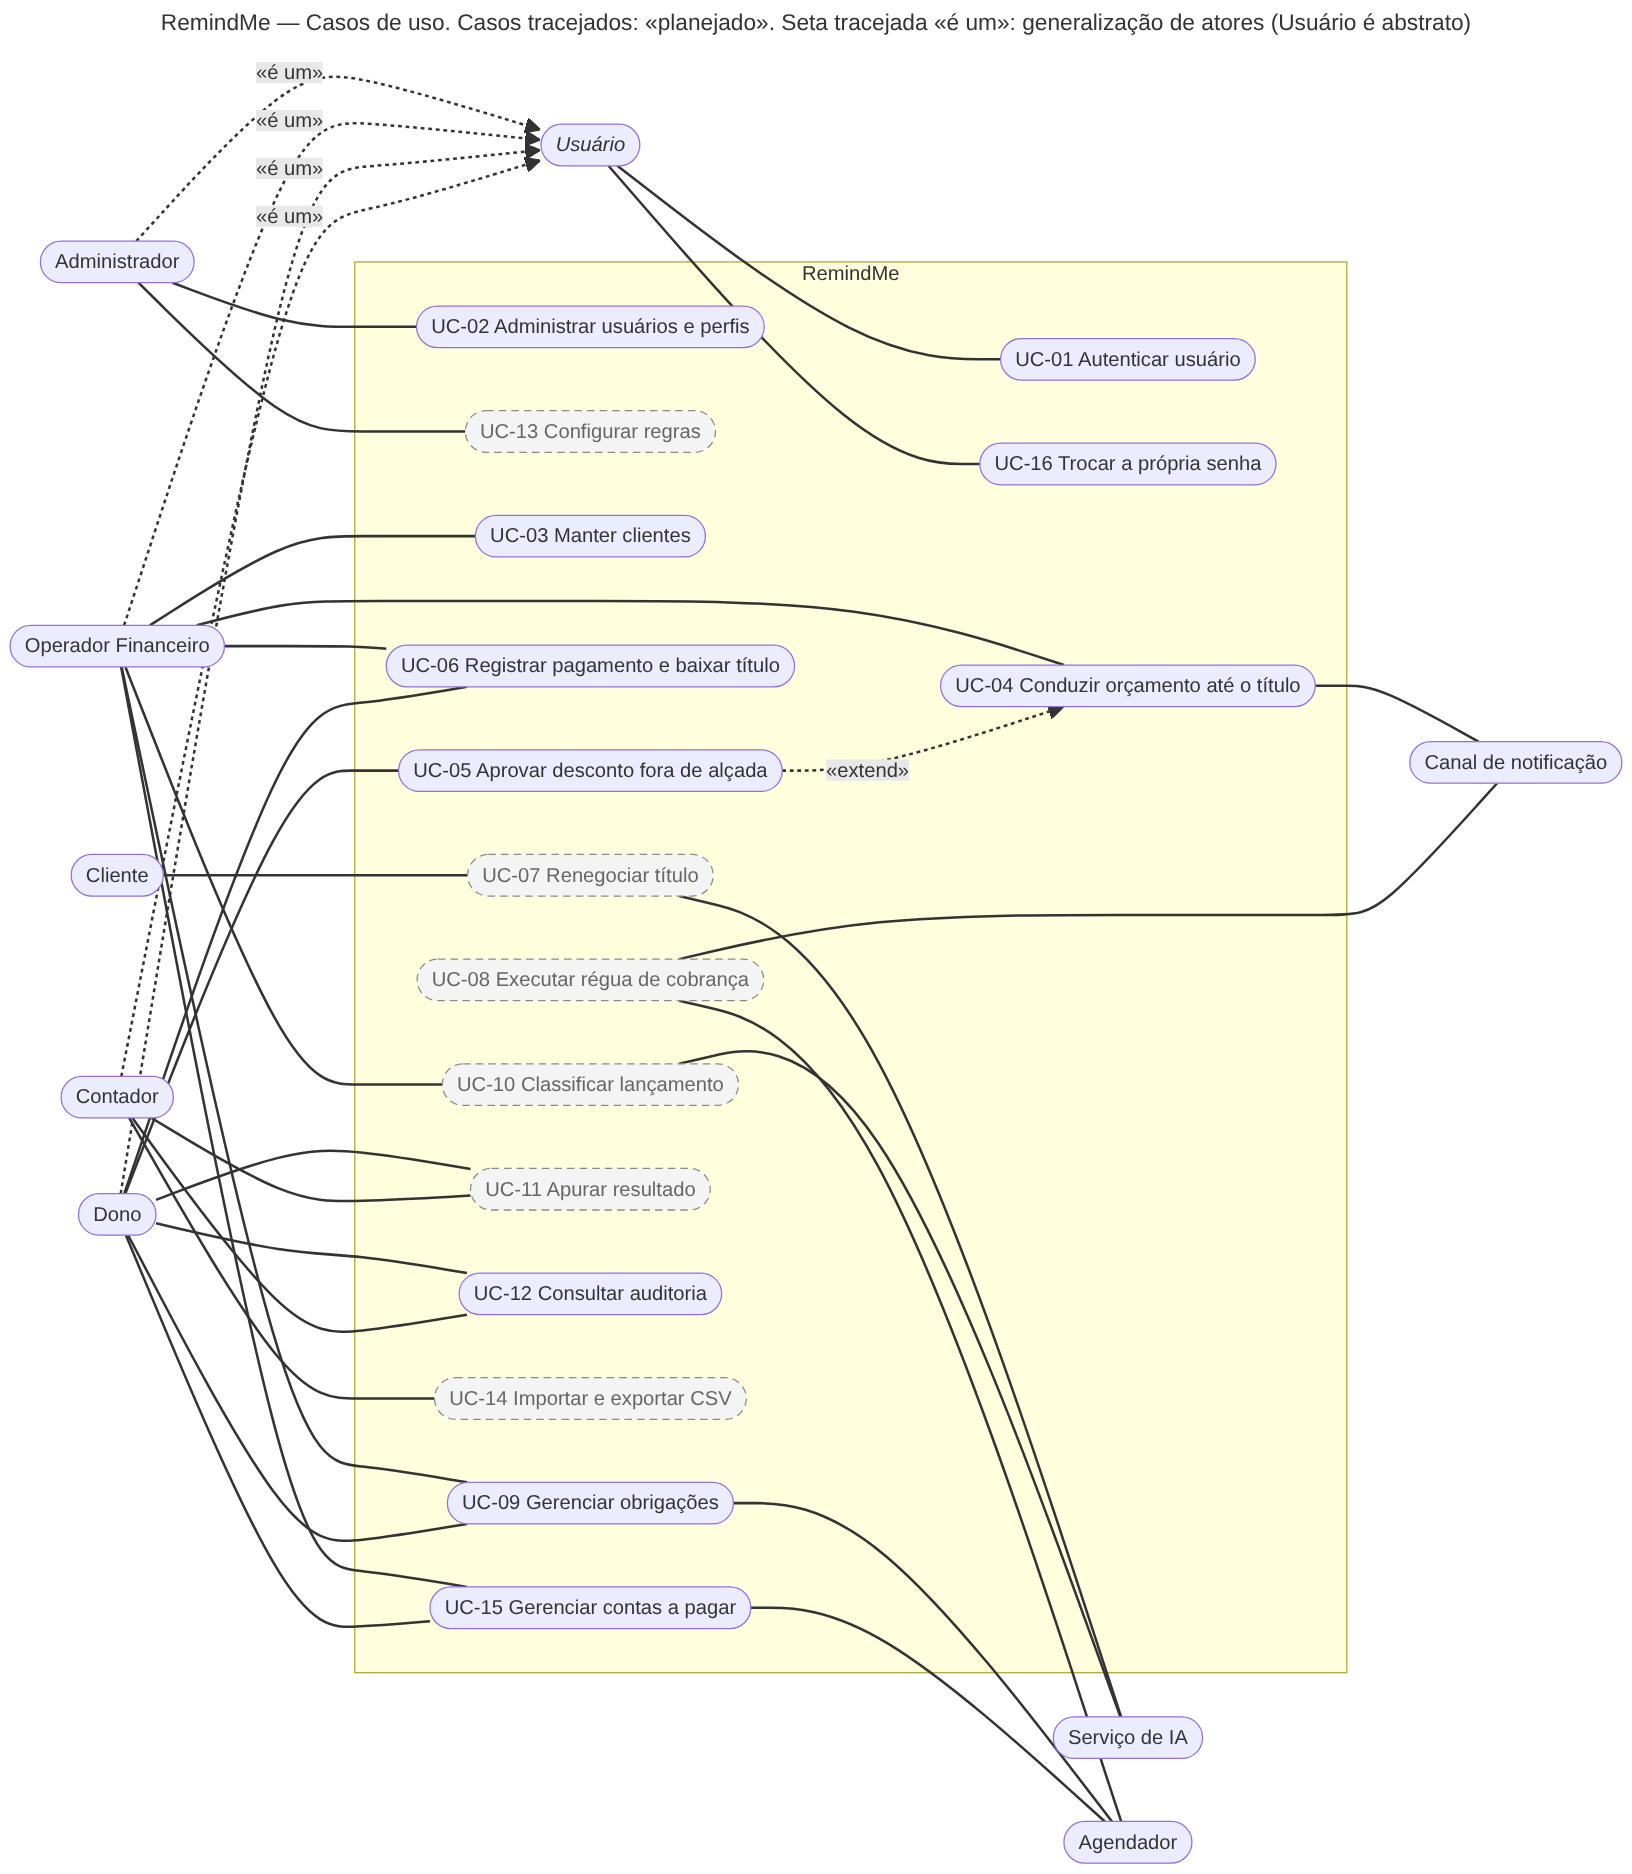 RemindMe — Casos de uso. Casos tracejados: «planejado». Seta tracejada «é um»: generalização de atores (Usuário é abstrato)
«é um»
«é um»
«é um»
«é um»
Usuário
Administrador
RemindMe
UC-02 Administrar usuários e perfis
UC-01 Autenticar usuário
UC-13 Configurar regras
UC-16 Trocar a própria senha
UC-03 Manter clientes
Operador Financeiro
UC-06 Registrar pagamento e baixar título
UC-04 Conduzir orçamento até o título
UC-05 Aprovar desconto fora de alçada
«extend»
Canal de notificação
Cliente
UC-07 Renegociar título
UC-08 Executar régua de cobrança
UC-10 Classificar lançamento
Contador
UC-11 Apurar resultado
Dono
UC-12 Consultar auditoria
UC-14 Importar e exportar CSV
UC-09 Gerenciar obrigações
UC-15 Gerenciar contas a pagar
Serviço de IA
Agendador